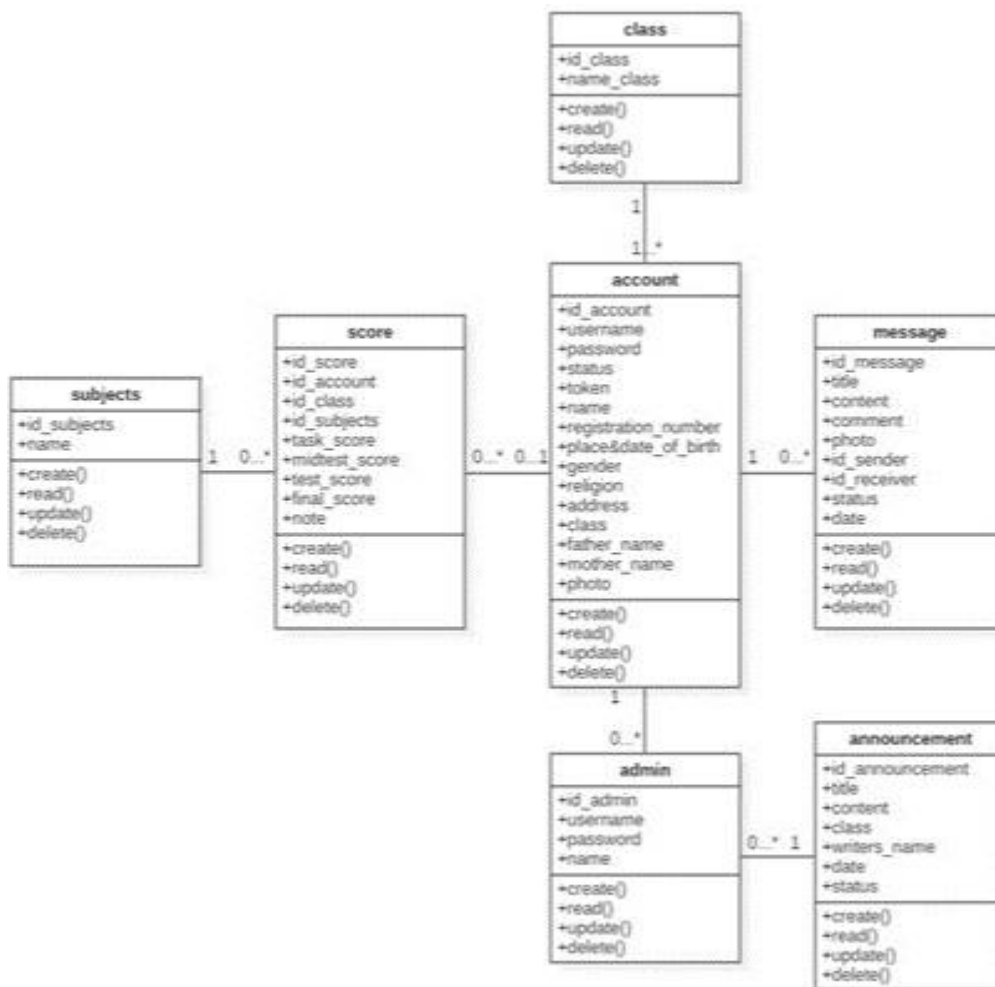 class
+id_class
+name_class
+create()
+read()
+update()
+delete()
1
1...*
account
+id_account
+username
+password
+status
+token
+name
+registration_number
+place&date_of_birth
+gender
+religion
+address
+class
+father_name
+mother_name
+photo
+create()
+read()
+update()
+delete()
subjects
+id_subjects
+name
+create()
+read()
+update()
+delete()
1 0...*
score
+id_score
+id_account
+id_class
+id_subjects
+task_score
+midtest_score
+test_score
+final_score
+note
+create()
+read()
+update()
+delete()
0...* 0...1
1 0...*
message
+id_message
+title
+content
+comment
+photo
+id_sender
+id_receiver
+status
+date
+create()
+read()
+update()
+delete()
1
0...*
admin
+id_admin
+username
+password
+name
+create()
+read()
+update()
+delete()
0...* 1
announcement
+id_announcement
+title
+content
+class
+writers_name
+date
+status
+create()
+read()
+update()
+delete()